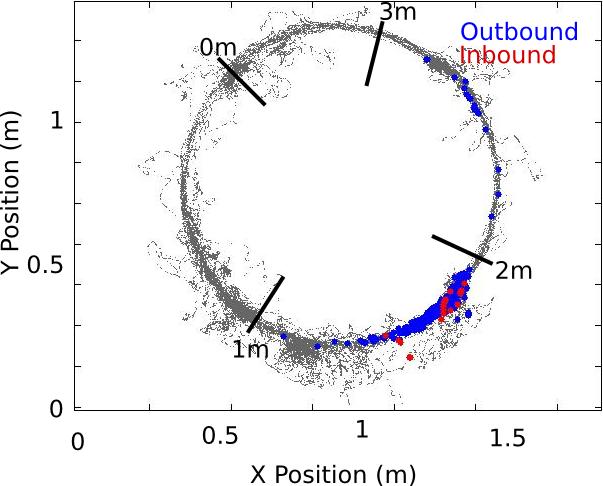 3m
Outbound
0m
Inbound
1
Y Position (m)
0.5
2m
1m
0
0
0.5
1
1.5
X Position (m)